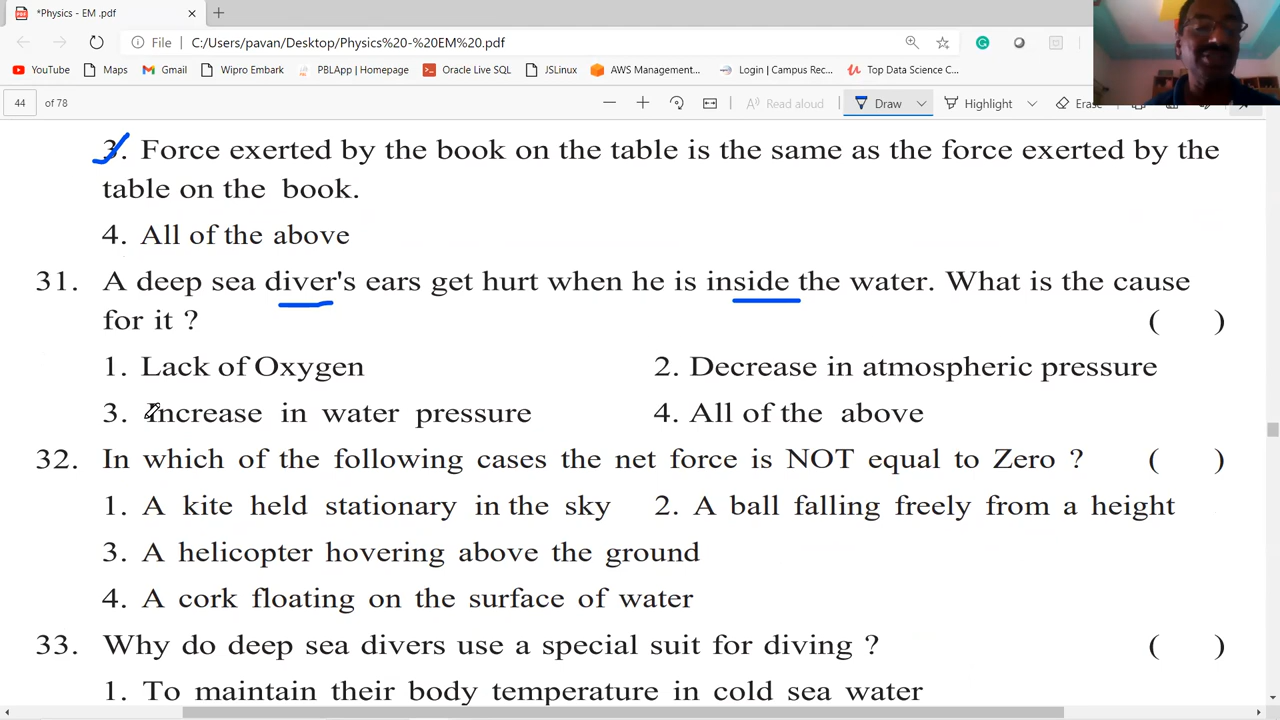 *Physics - EM .pdf
File C:/Users/pavan/Desktop/Physics%20-%20EM%20.pdf
YouTube Maps Gmail Wipro Embark PBLApp | Homepage Oracle Live SQL JSLinux AWS Management... Login | Campus Rec... Top Data Science C...
44 of 78 Read aloud Draw Highlight Erase
3. Force exerted by the book on the table is the same as the force exerted by the
table on the book.
4. All of the above
31. A deep sea diver's ears get hurt when he is inside the water. What is the cause
for it ? ( )
1. Lack of Oxygen 2. Decrease in atmospheric pressure
3. Increase in water pressure 4. All of the above
32. In which of the following cases the net force is NOT equal to Zero ? ( )
1. A kite held stationary in the sky 2. A ball falling freely from a height
3. A helicopter hovering above the ground
4. A cork floating on the surface of water
33. Why do deep sea divers use a special suit for diving ? ( )
1. To maintain their body temperature in cold sea water